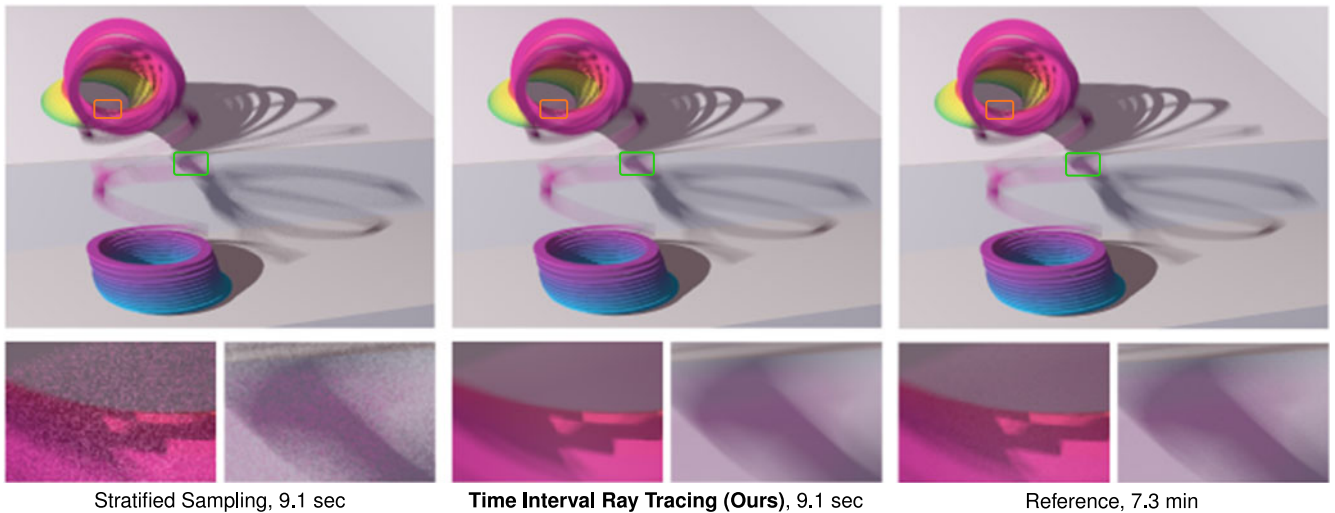 Stratified Sampling, 9.1 sec
Time Interval Ray Tracing (Ours), 9.1 sec
Reference, 7.3 min